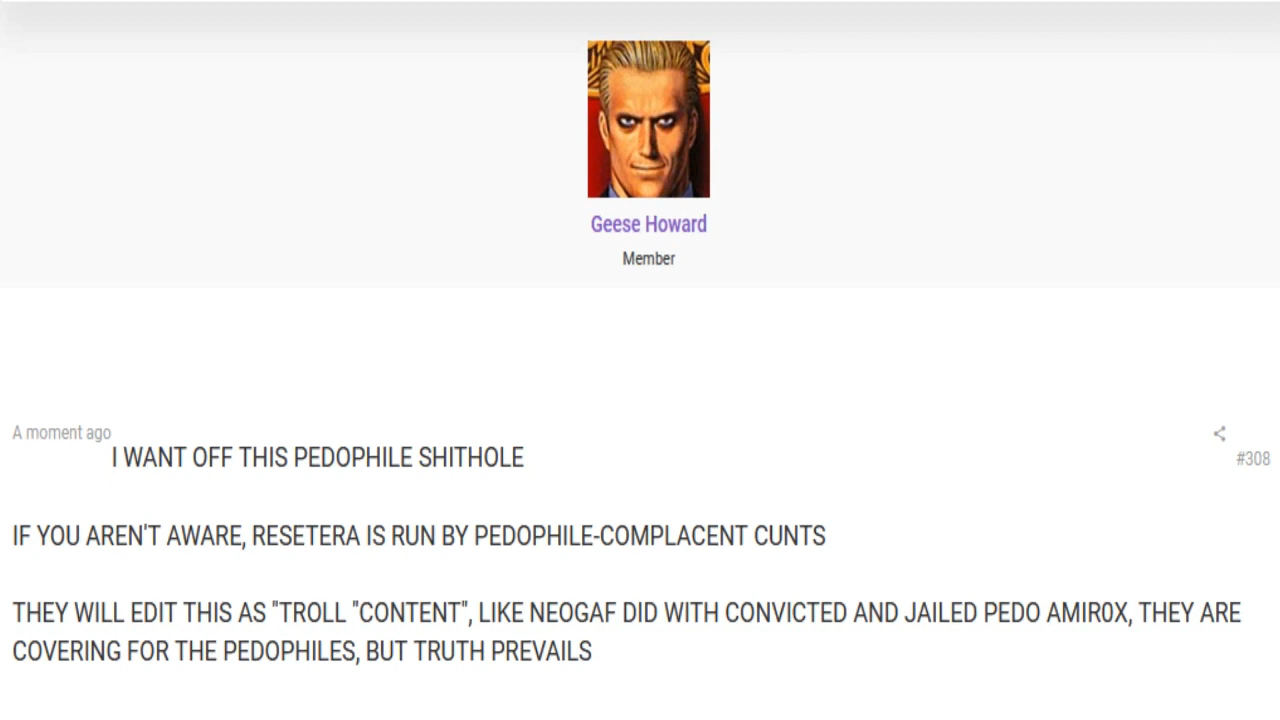 Geese Howard
Member
A moment ago
I WANT OFF THIS PEDOPHILE SHITHOLE
#308
IF YOU AREN'T AWARE, RESETERA IS RUN BY PEDOPHILE-COMPLACENT CUNTS
THEY WILL EDIT THIS AS "TROLL "CONTENT", LIKE NEOGAF DID WITH CONVICTED AND JAILED PEDO AMIR0X, THEY ARE
COVERING FOR THE PEDOPHILES, BUT TRUTH PREVAILS